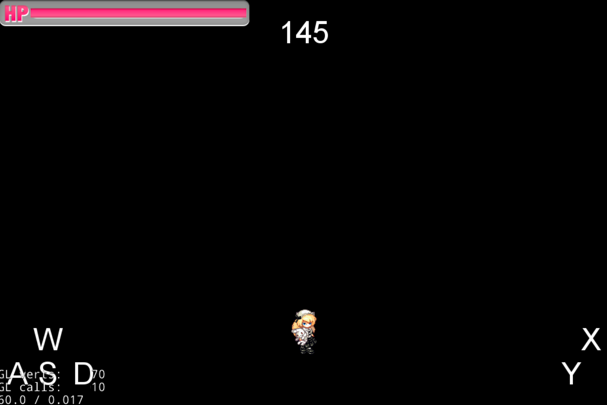 HP
145
W
X
GL verts: 70
A S D
Y
GL calls: 10
60.0 / 0.017